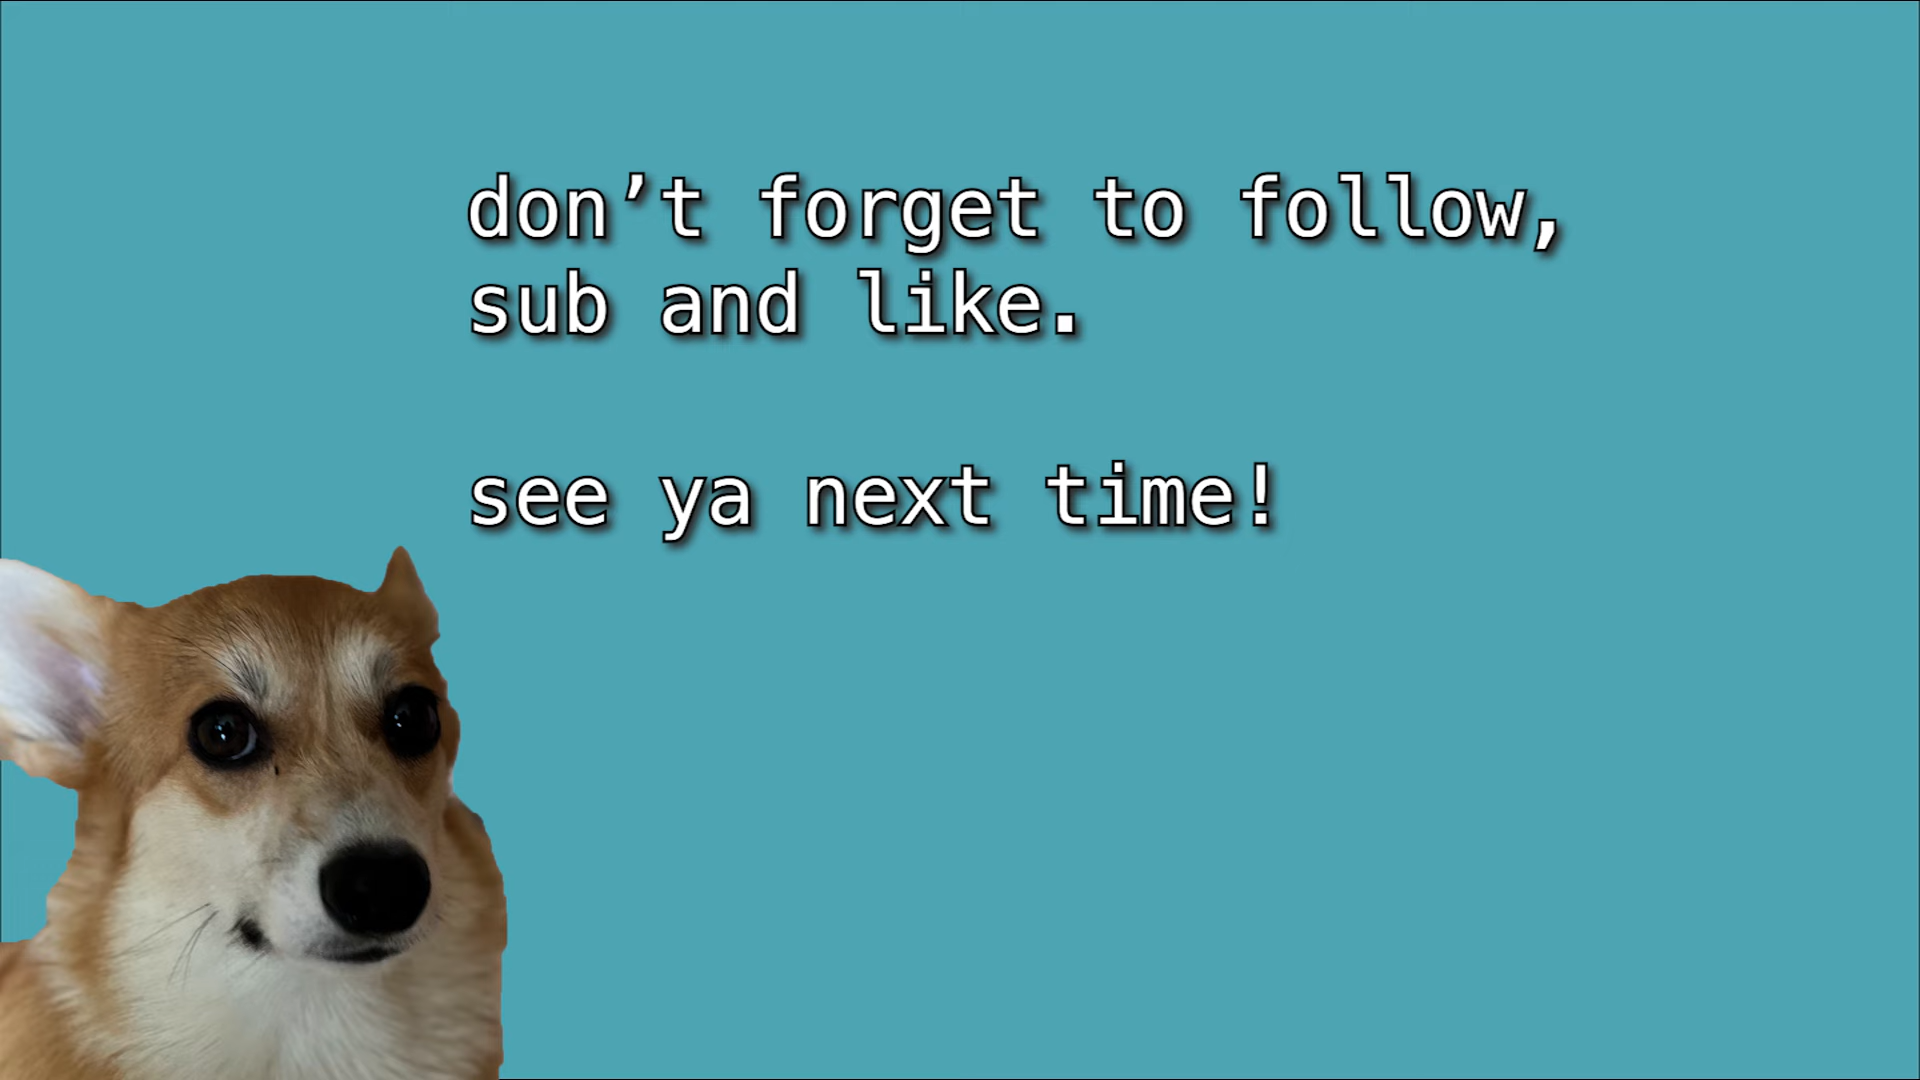 don’t forget to follow,
sub and like.
see ya next time!